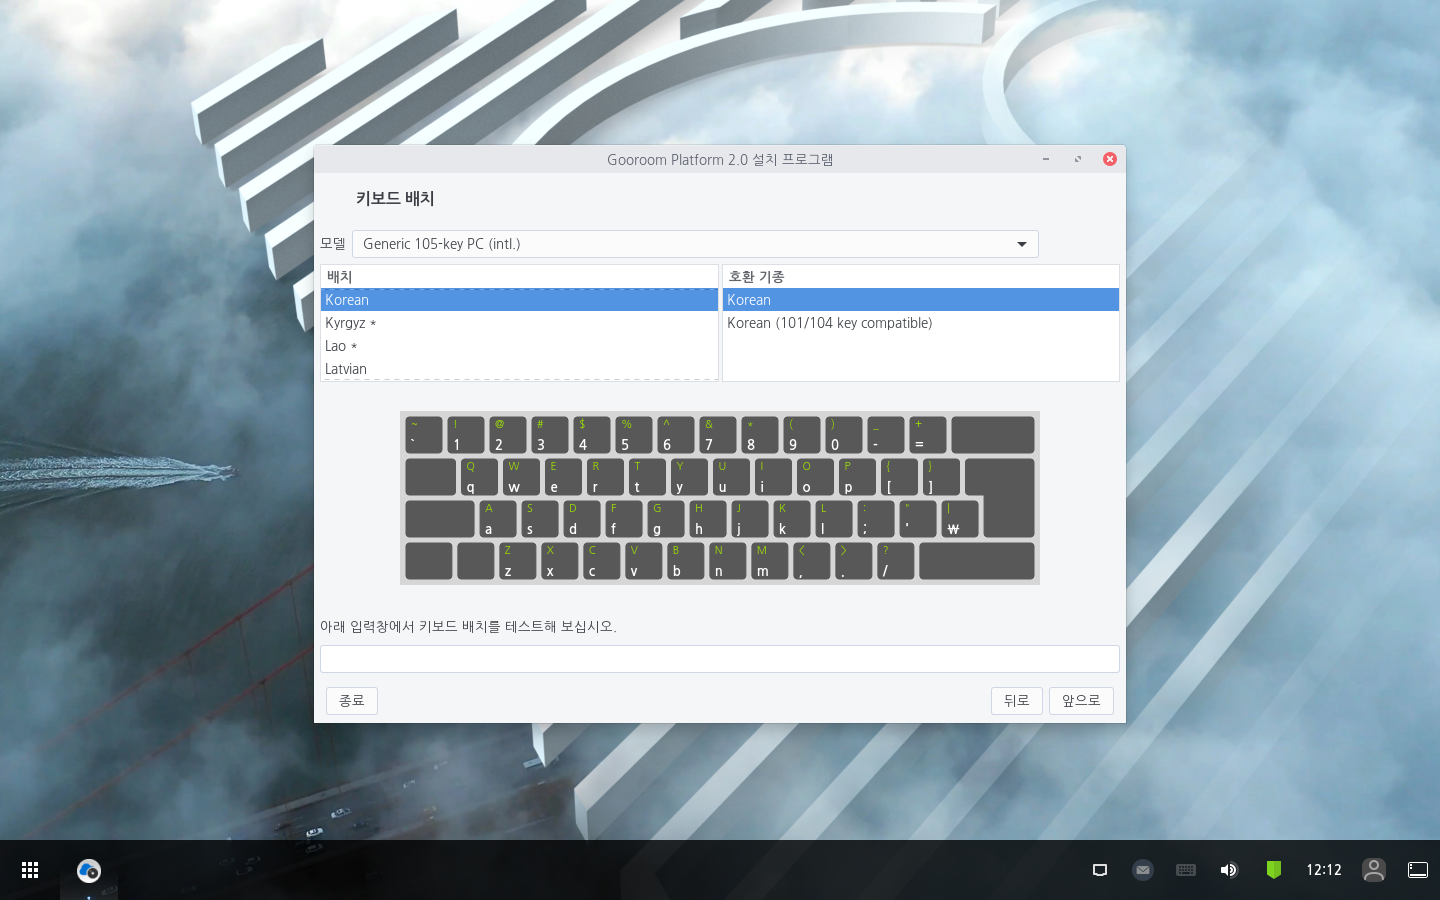 Gooroom Platform 2.0 설치 프로그램
키보드 배치
모델 Generic 105-key PC (intl.)
배치 호환 기종
Korean Korean
Kyrgyz * Korean (101/104 key compatible)
Lao *
Latvian
~ ! @ # $ % ^ & * ( ) _ +
` 1 2 3 4 5 6 7 8 9 0 - =
Q W E R T Y U I O P { }
q w e r t y u i o p [ ]
A S D F G H J K L : " |
a s d f g h j k l ; ' ₩
Z X C V B N M < > ?
z x c v b n m , . /
아래 입력창에서 키보드 배치를 테스트해 보십시오.
종료 뒤로 앞으로
12:12